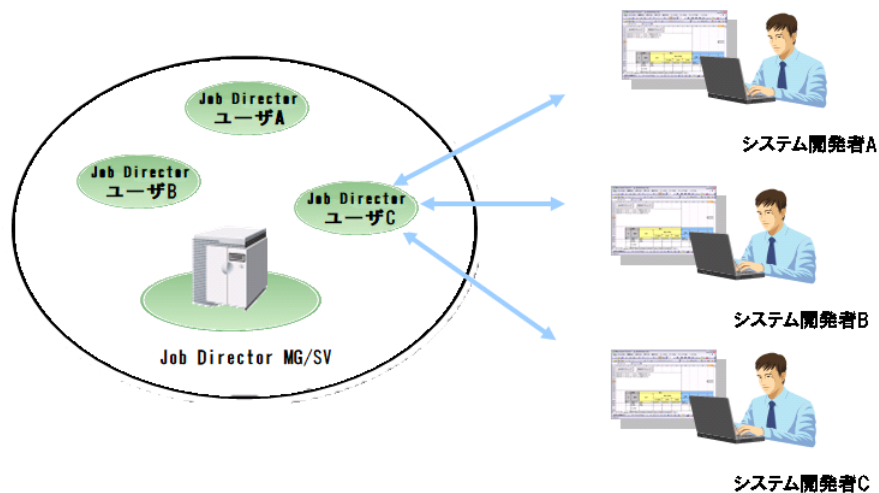 Job Director
ユーザA
Job Director
ユーザB
Job Director
ユーザC
Job Director MG/SV
システム開発者A
システム開発者B
システム開発者C